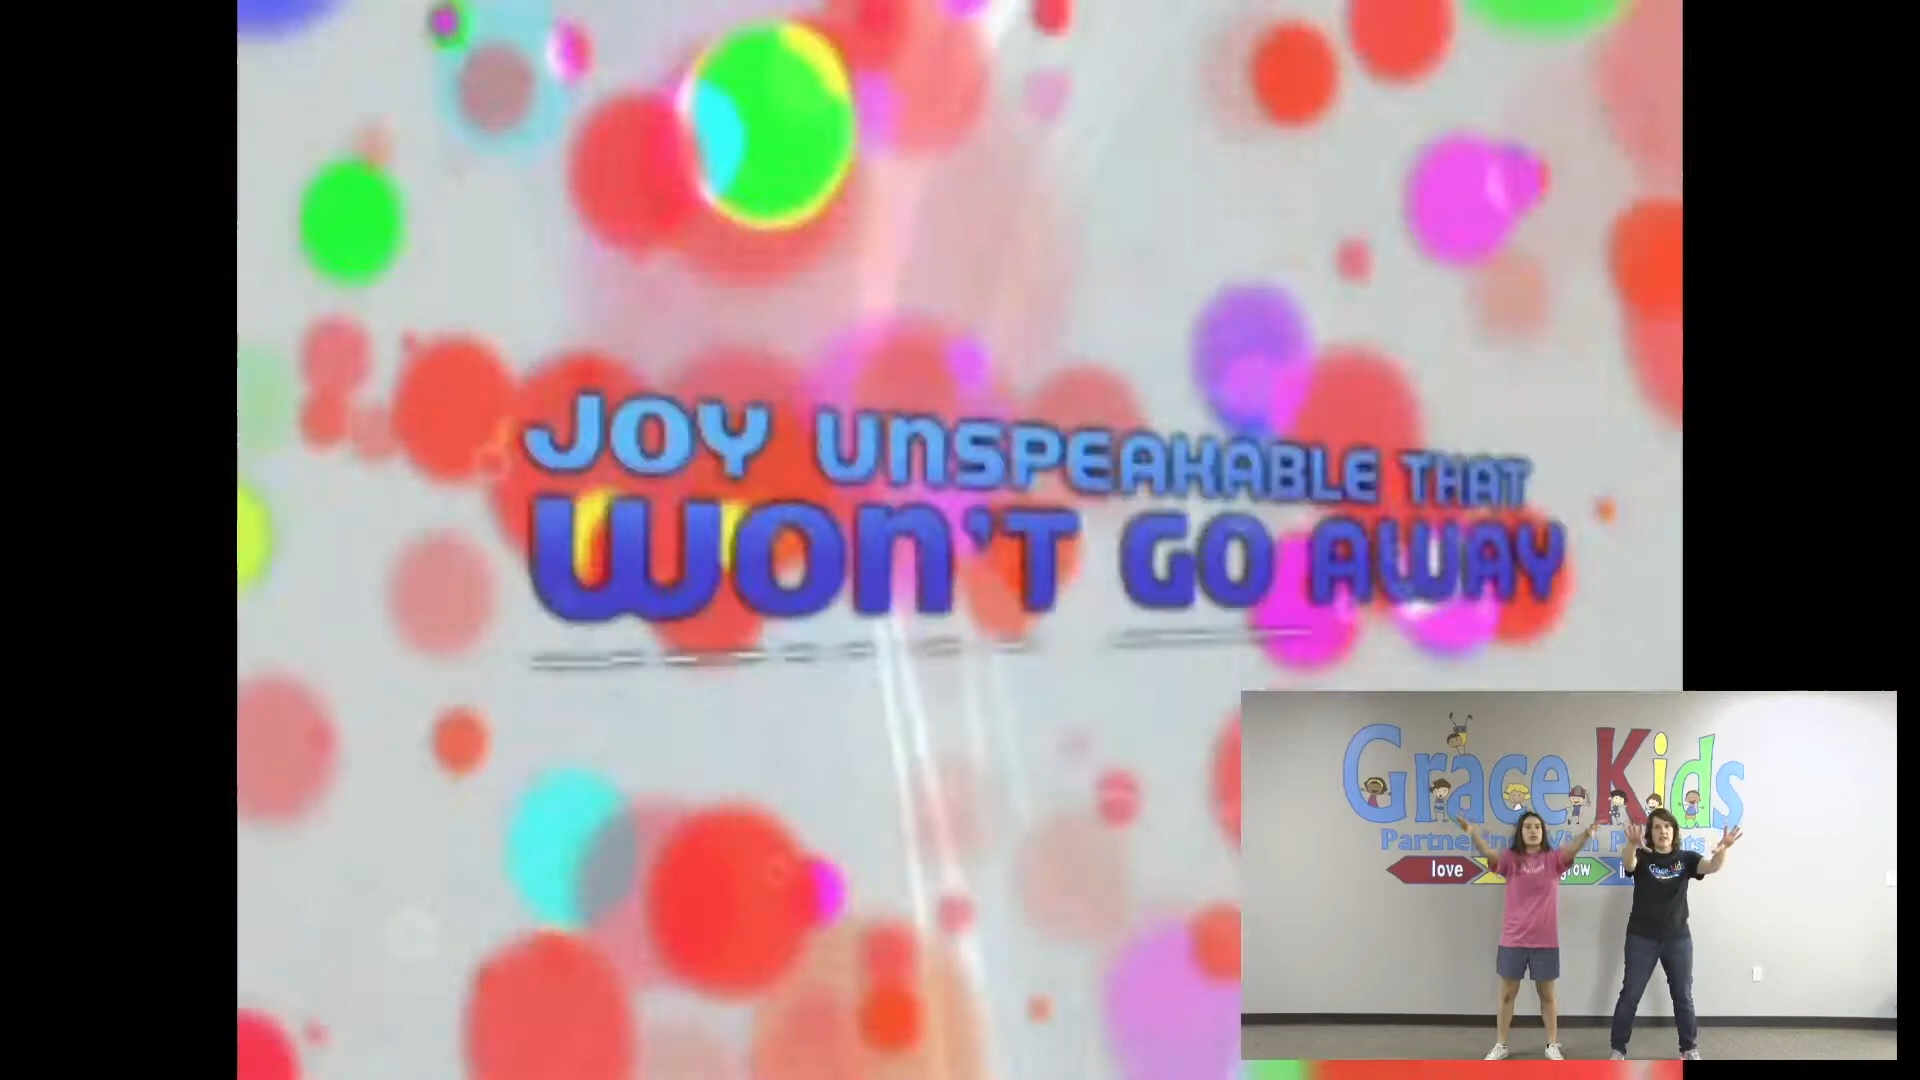 JOY UNSPEAKABLE THAT
WON'T GO AWAY
Grace Kids
love
grow